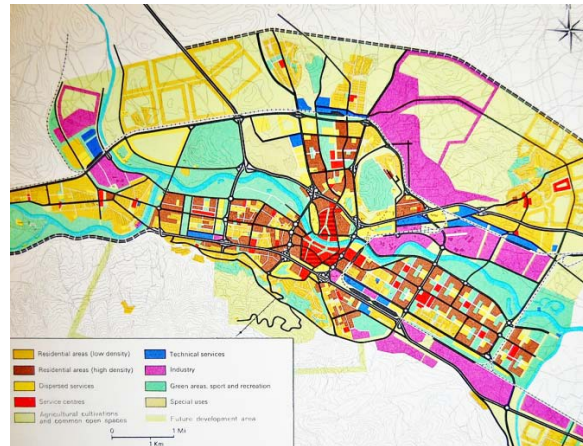 N
Residential areas (low density)
Residential areas (high density)
Dispersed services
Service centres
Agricultural cultivations
and common open spaces
Technical services
Industry
Green areas, sport and recreation
Special uses
Future development area
0 1 Mi
1 Km